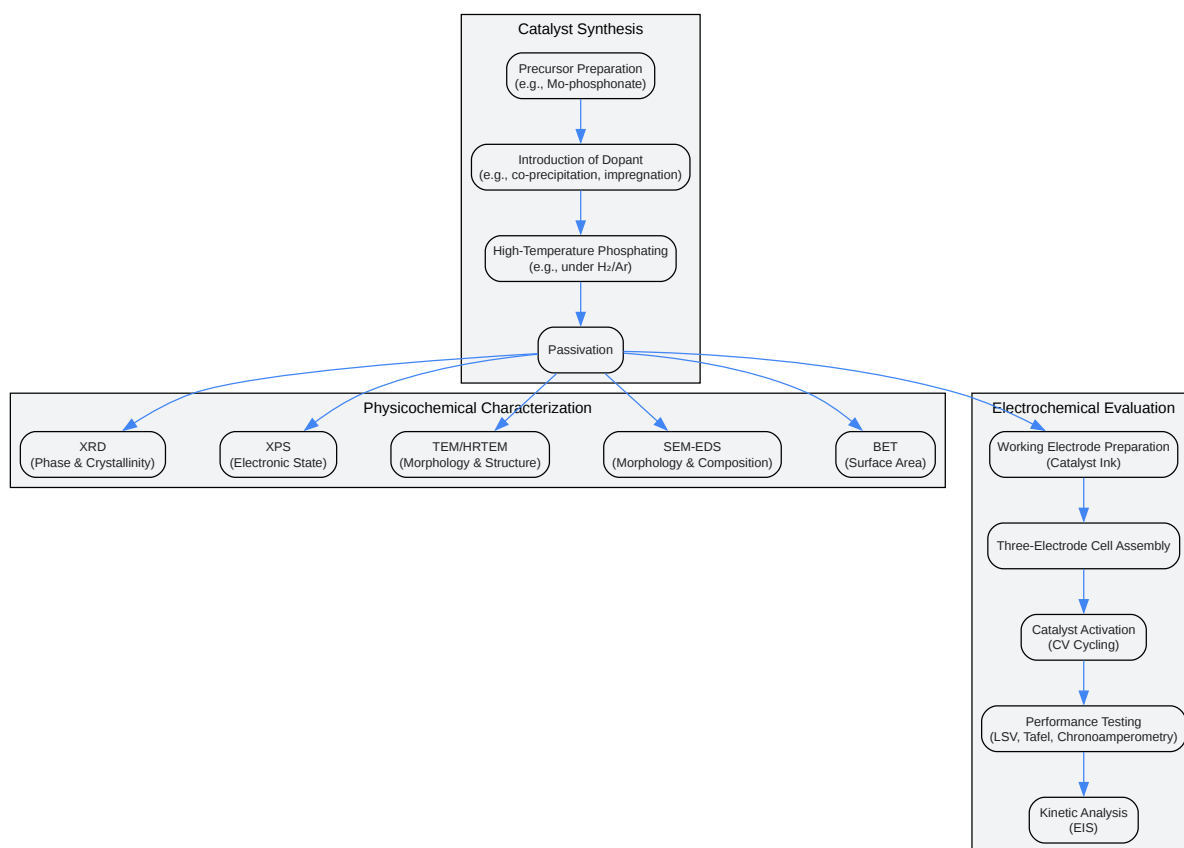 Catalyst Synthesis
Precursor Preparation
(e.g., Mo-phosphonate)
Introduction of Dopant
(e.g., co-precipitation, impregnation)
High-Temperature Phosphating
(e.g., under H₂/Ar)
Passivation
Physicochemical Characterization
XRD
(Phase & Crystallinity)
XPS
(Electronic State)
TEM/HRTEM
(Morphology & Structure)
SEM-EDS
(Morphology & Composition)
BET
(Surface Area)
Electrochemical Evaluation
Working Electrode Preparation
(Catalyst Ink)
Three-Electrode Cell Assembly
Catalyst Activation
(CV Cycling)
Performance Testing
(LSV, Tafel, Chronoamperometry)
Kinetic Analysis
(EIS)